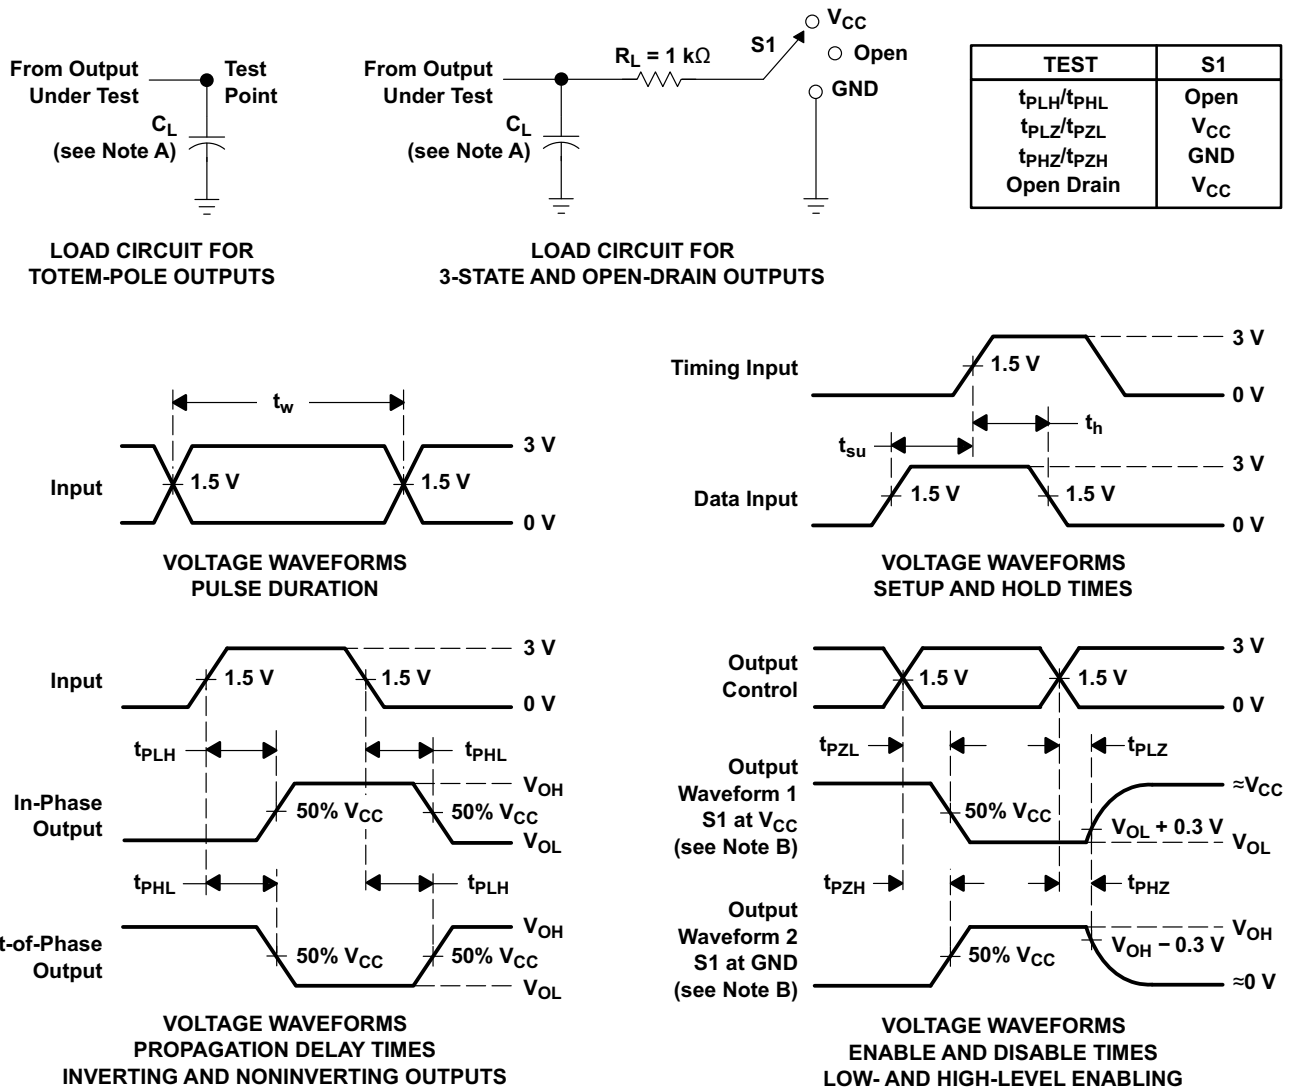 From Output
Under Test
Test
Point
CL
(see Note A)
LOAD CIRCUIT FOR
TOTEM-POLE OUTPUTS
From Output
Under Test
RL = 1 kΩ
S1
VCC
Open
GND
CL
(see Note A)
LOAD CIRCUIT FOR
3-STATE AND OPEN-DRAIN OUTPUTS
TEST S1
tPLH/tPHL Open
tPLZ/tPZL VCC
tPHZ/tPZH GND
Open Drain VCC
tw
Input
1.5 V
1.5 V
3 V
0 V
VOLTAGE WAVEFORMS
PULSE DURATION
Timing Input
1.5 V
3 V
0 V
th
tsu
Data Input
1.5 V
1.5 V
3 V
0 V
VOLTAGE WAVEFORMS
SETUP AND HOLD TIMES
Input
1.5 V
1.5 V
3 V
0 V
tPLH
tPHL
In-Phase
Output
50% VCC
50% VCC
VOH
VOL
tPHL
tPLH
t-of-Phase
Output
50% VCC
50% VCC
VOH
VOL
VOLTAGE WAVEFORMS
PROPAGATION DELAY TIMES
INVERTING AND NONINVERTING OUTPUTS
Output
Control
1.5 V
1.5 V
3 V
0 V
tPZL
tPLZ
Output
Waveform 1
S1 at VCC
(see Note B)
50% VCC
≈VCC
VOL + 0.3 V
VOL
tPZH
tPHZ
Output
Waveform 2
S1 at GND
(see Note B)
50% VCC
VOH
VOH − 0.3 V
≈0 V
VOLTAGE WAVEFORMS
ENABLE AND DISABLE TIMES
LOW- AND HIGH-LEVEL ENABLING